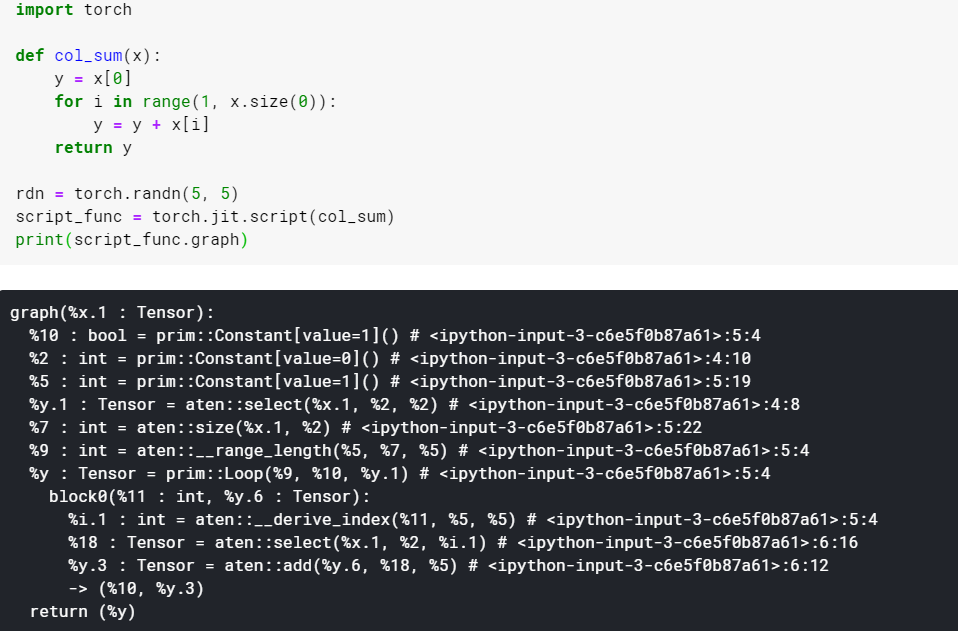 import torch
def col_sum(x):
    y = x[0]
    for i in range(1, x.size(0)):
        y = y + x[i]
    return y
rdn = torch.randn(5, 5)
script_func = torch.jit.script(col_sum)
print(script_func.graph)
graph(%x.1 : Tensor):
  %10 : bool = prim::Constant[value=1]() # <ipython-input-3-c6e5f0b87a61>:5:4
  %2 : int = prim::Constant[value=0]() # <ipython-input-3-c6e5f0b87a61>:4:10
  %5 : int = prim::Constant[value=1]() # <ipython-input-3-c6e5f0b87a61>:5:19
  %y.1 : Tensor = aten::select(%x.1, %2, %2) # <ipython-input-3-c6e5f0b87a61>:4:8
  %7 : int = aten::size(%x.1, %2) # <ipython-input-3-c6e5f0b87a61>:5:22
  %9 : int = aten::__range_length(%5, %7, %5) # <ipython-input-3-c6e5f0b87a61>:5:4
  %y : Tensor = prim::Loop(%9, %10, %y.1) # <ipython-input-3-c6e5f0b87a61>:5:4
    block0(%11 : int, %y.6 : Tensor):
      %i.1 : int = aten::__derive_index(%11, %5, %5) # <ipython-input-3-c6e5f0b87a61>:5:4
      %18 : Tensor = aten::select(%x.1, %2, %i.1) # <ipython-input-3-c6e5f0b87a61>:6:16
      %y.3 : Tensor = aten::add(%y.6, %18, %5) # <ipython-input-3-c6e5f0b87a61>:6:12
      -> (%10, %y.3)
  return (%y)